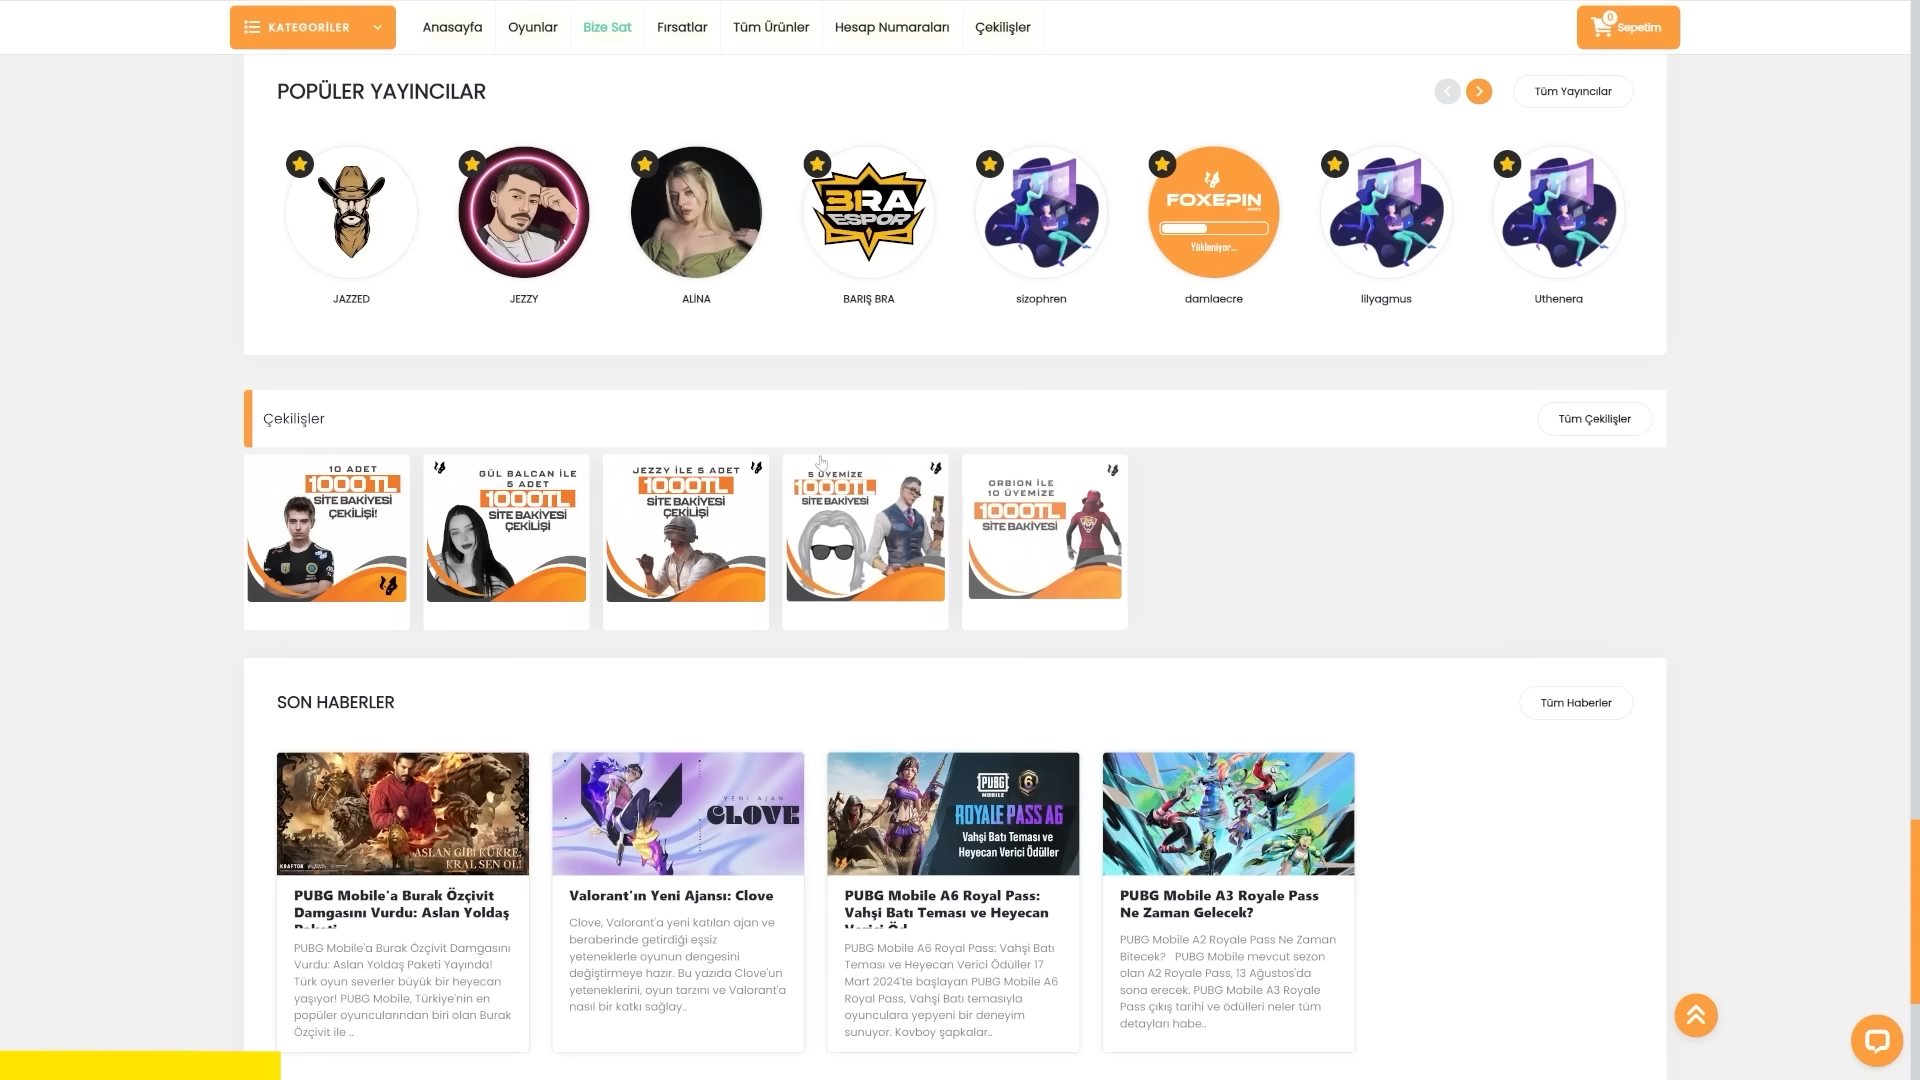 KATEGORİLER
Anasayfa
Oyunlar
Bize Sat
Fırsatlar
Tüm Ürünler
Hesap Numaraları
Çekilişler
0
Sepetim
POPÜLER YAYINCILAR
Tüm Yayıncılar
BRA
ESPOR
FOXEPIN
Yükleniyor...
JAZZED
JEZZY
ALİNA
BARIŞ BRA
sizophren
damlaecre
lilyagmus
Uthenera
Çekilişler
Tüm Çekilişler
10 ADET
1000 TL
SİTE BAKİYESİ
ÇEKİLİŞİ!
GÜL BALCAN İLE
5 ADET
1000TL
SİTE BAKİYESİ
ÇEKİLİŞİ
JEZZY İLE 5 ADET
1000TL
SİTE BAKİYESİ
ÇEKİLİŞİ
5 ÜYEMİZE
1000TL
SİTE BAKİYESİ
ORBION İLE
10 ÜYEMİZE
1000TL
SİTE BAKİYESİ
SON HABERLER
Tüm Haberler
ASLAN GİBİ KÜKRE,
KRAL SEN OL!
KRAFTON
YENİ AJAN
CLOVE
PUBG
MOBILE
6
ROYALE PASS A6
Vahşi Batı Teması ve
Heyecan Verici Ödüller
PUBG Mobile'a Burak Özçivit
Damgasını Vurdu: Aslan Yoldaş
PUBG Mobile'a Burak Özçivit Damgasını
Vurdu: Aslan Yoldaş Paketi Yayında!
Türk oyun severler büyük bir heyecan
yaşıyor! PUBG Mobile, Türkiye'nin en
popüler oyuncularından biri olan Burak
Özçivit ile ..
Valorant'ın Yeni Ajansı: Clove
Clove, Valorant'a yeni katılan ajan ve
beraberinde getirdiği eşsiz
yeteneklerle oyunun dengesini
değiştirmeye hazır. Bu yazıda Clove'un
yeteneklerini, oyun tarzını ve Valorant'a
nasıl bir katkı sağlay..
PUBG Mobile A6 Royal Pass:
Vahşi Batı Teması ve Heyecan
Verici Öd..
PUBG Mobile A6 Royal Pass: Vahşi Batı
Teması ve Heyecan Verici Ödüller 17
Mart 2024'te başlayan PUBG Mobile A6
Royal Pass, Vahşi Batı temasıyla
oyunculara yepyeni bir deneyim
sunuyor. Kovboy şapkalar..
PUBG Mobile A3 Royale Pass
Ne Zaman Gelecek?
PUBG Mobile A2 Royale Pass Ne Zaman
Bitecek? PUBG Mobile mevcut sezon
olan A2 Royale Pass, 13 Ağustos'da
sona erecek. PUBG Mobile A3 Royale
Pass çıkış tarihi ve ödülleri neler tüm
detayları habe..